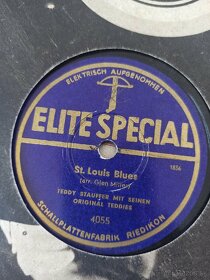 ELEKTRISCH AUFGENOMMEN
ELITE SPECIAL
St. Louis Blues
(arr. Glen Miller)
1836
TEDDY STAUFFER MIT SEINEN
ORIGINAL TEDDIES
4055
SCHALLPLATTENFABRIK RIEDIKON